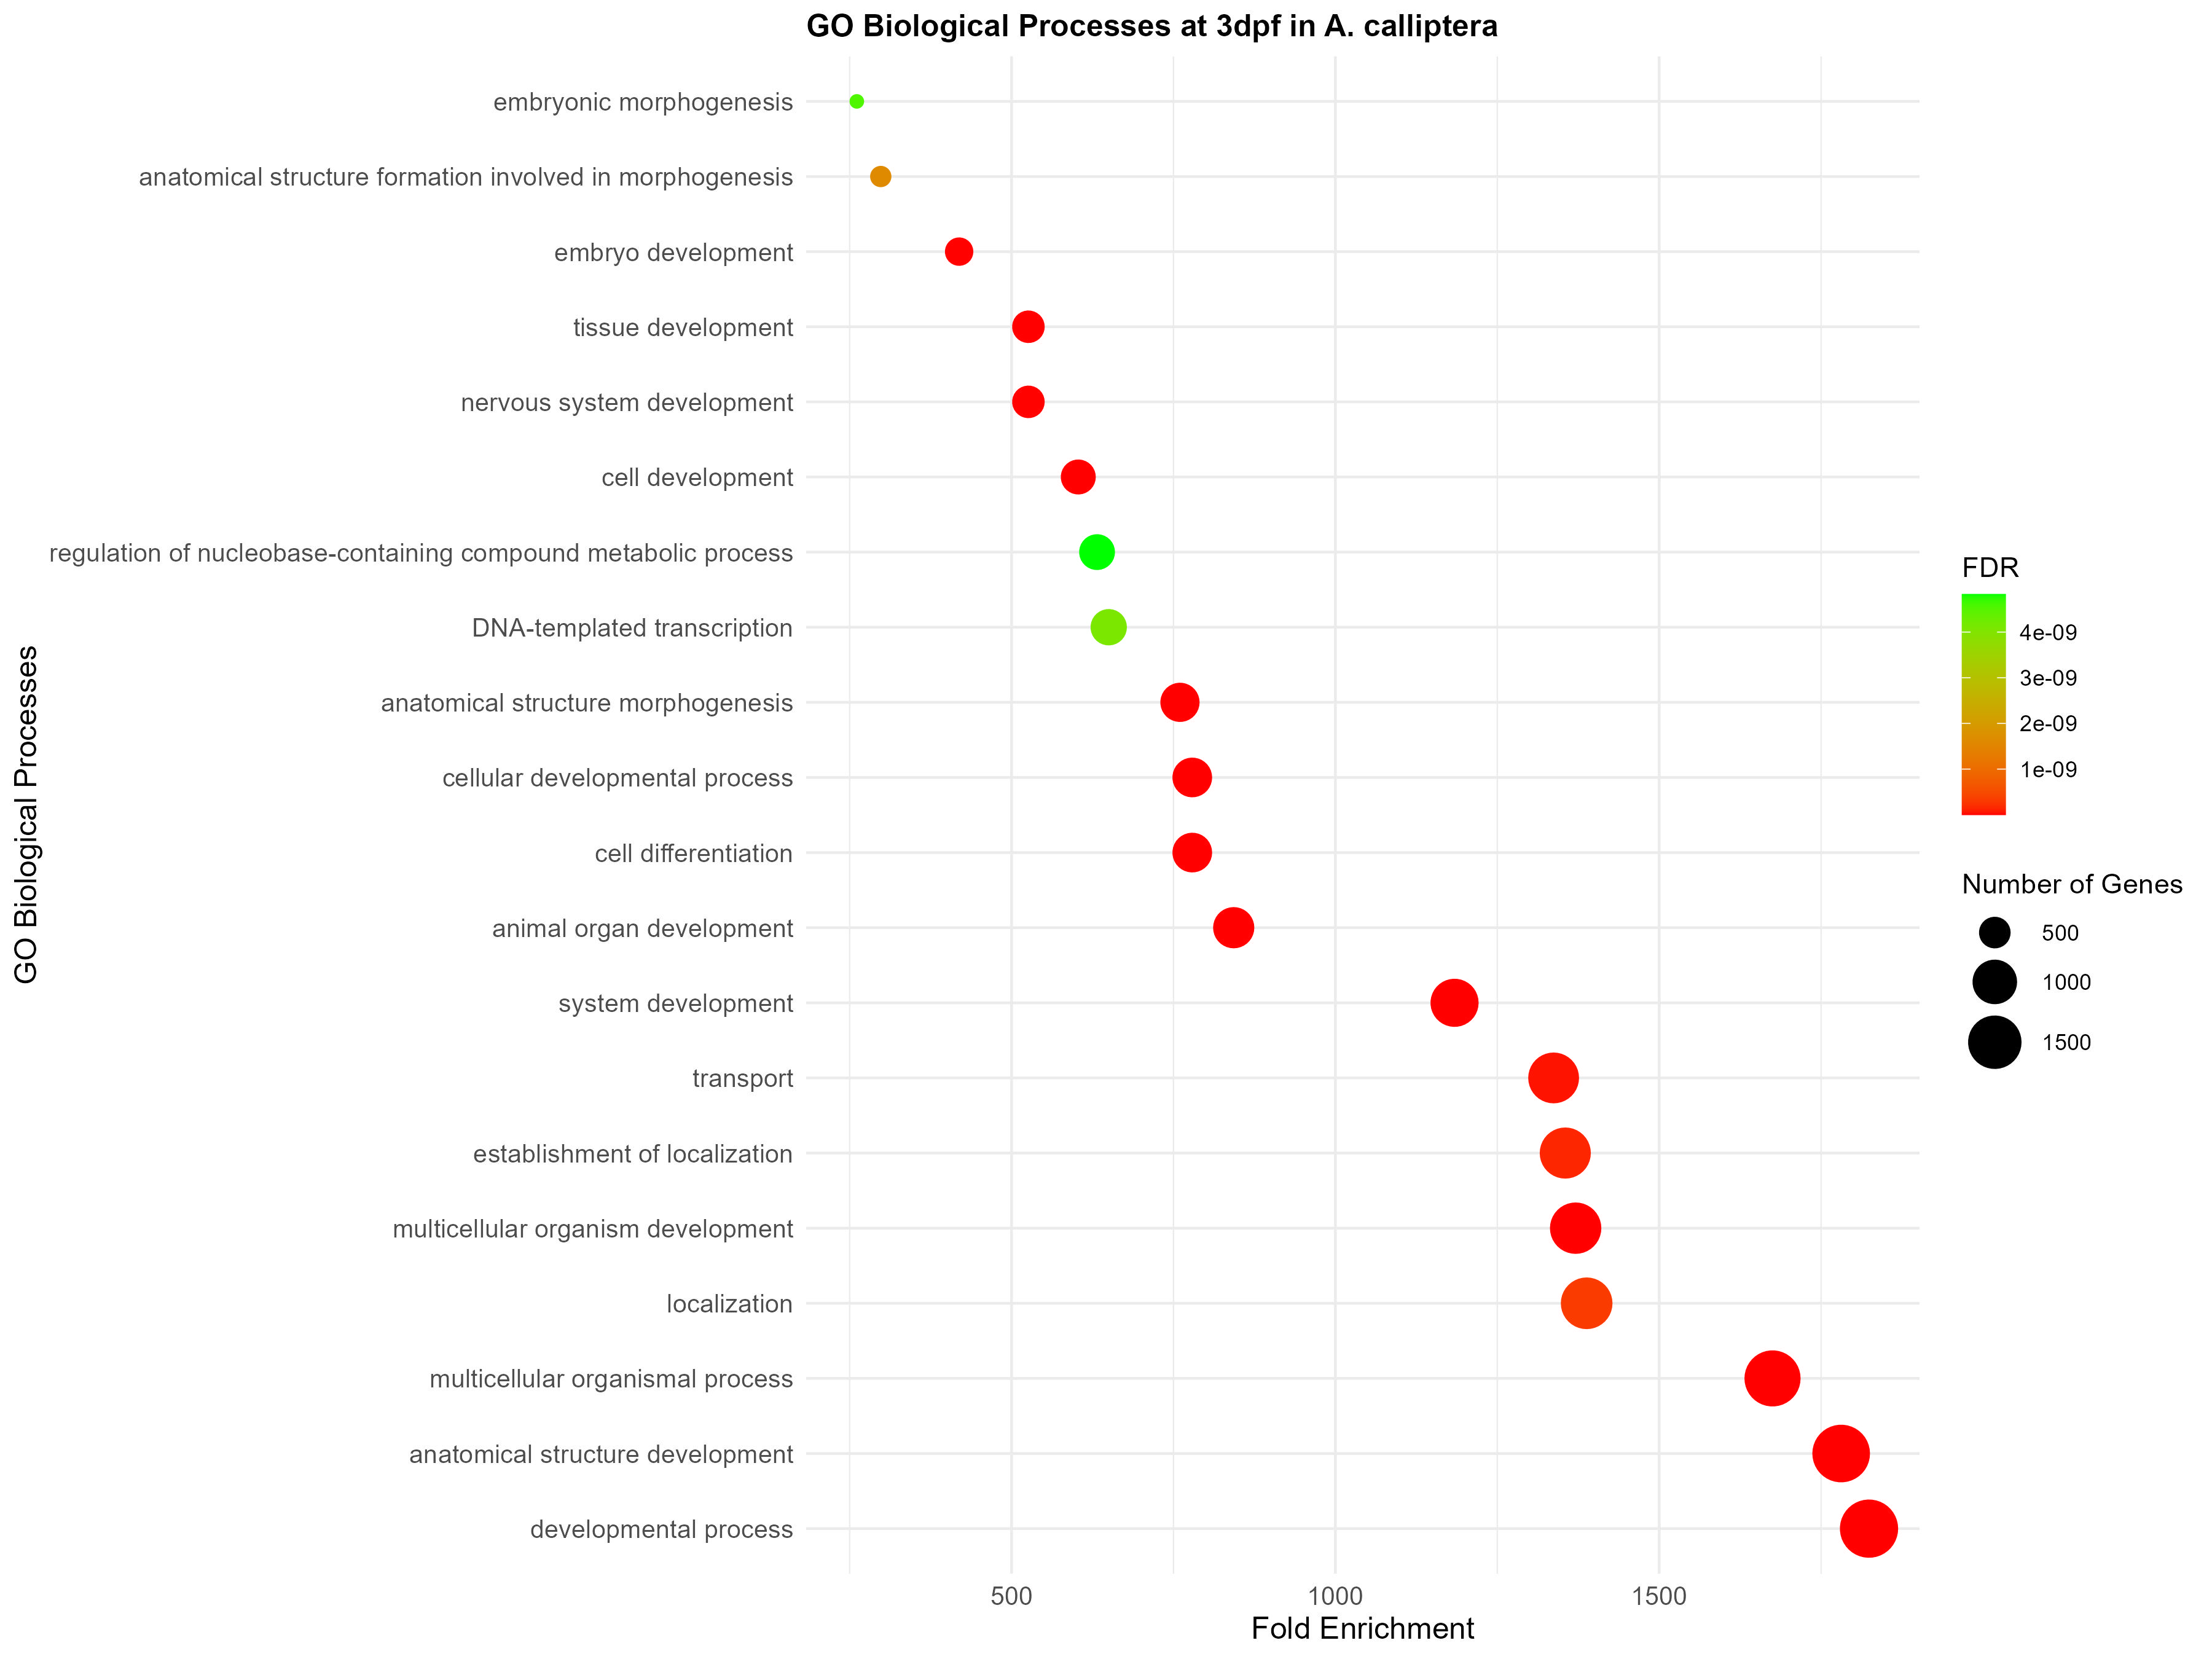 GO Biological Processes at 3dpf in A. calliptera
GO Biological Processes
embryonic morphogenesis
anatomical structure formation involved in morphogenesis
embryo development
tissue development
nervous system development
cell development
regulation of nucleobase-containing compound metabolic process
DNA-templated transcription
anatomical structure morphogenesis
cellular developmental process
cell differentiation
animal organ development
system development
transport
establishment of localization
multicellular organism development
localization
multicellular organismal process
anatomical structure development
developmental process
500 1000 1500
Fold Enrichment
FDR
4e-09
3e-09
2e-09
1e-09
Number of Genes
500
1000
1500